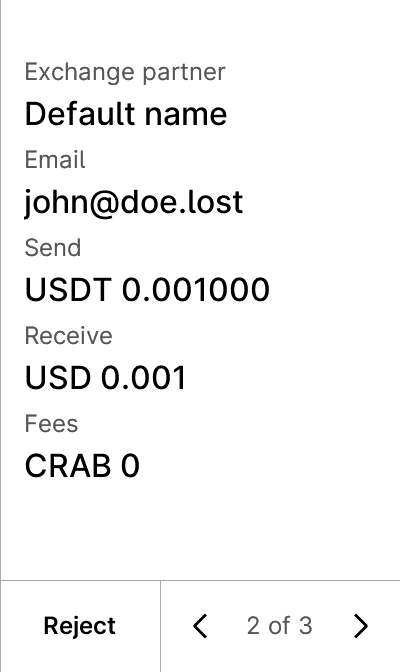 Exchange partner
Default name
Email
john@doe.lost
Send
USDT 0.001000
Receive
USD 0.001
Fees
CRAB 0
Reject
2 of 3